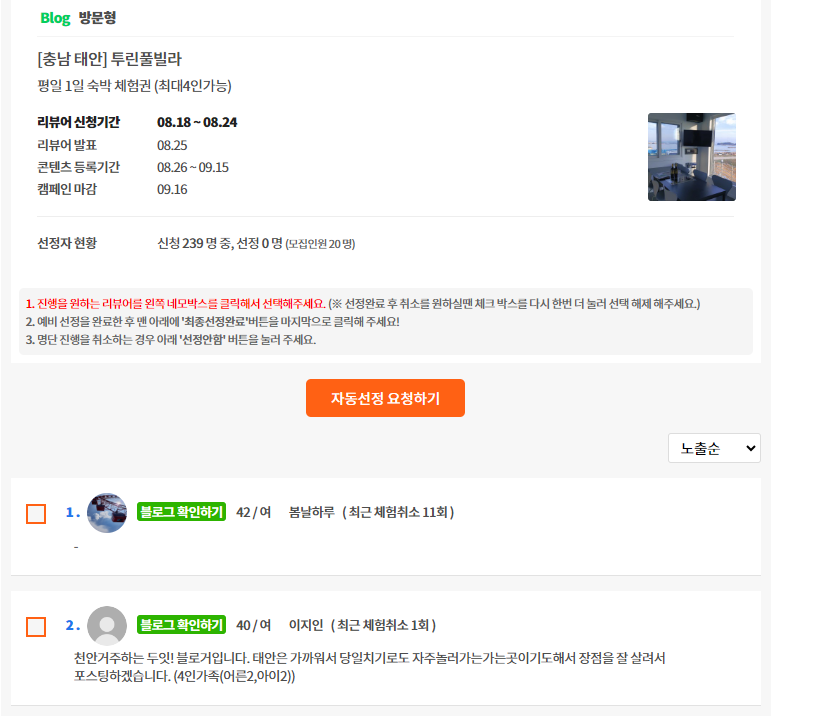 Blog 방문형
[충남 태안] 투린풀빌라
평일 1일 숙박 체험권 (최대4인가능)
리뷰어 신청기간 08.18 ~ 08.24
리뷰어 발표 08.25
콘텐츠 등록기간 08.26 ~ 09.15
캠페인 마감 09.16
선정자 현황 신청 239 명 중, 선정 0 명 (모집인원 20 명)
1. 진행을 원하는 리뷰어를 왼쪽 네모박스를 클릭해서 선택해주세요. (※ 선정완료 후 취소를 원하실땐 체크 박스를 다시 한번 더 눌러 선택 해제 해주세요.)
2. 예비 선정을 완료한 후 맨 아래에 '최종선정완료'버튼을 마지막으로 클릭해 주세요!
3. 명단 진행을 취소하는 경우 아래 '선정안함' 버튼을 눌러 주세요.
자동선정 요청하기
노출순
1. 블로그 확인하기 42 / 여 봄날하루 ( 최근 체험취소 11회 )
-
2. 블로그 확인하기 40 / 여 이지인 ( 최근 체험취소 1회 )
천안거주하는 두잇! 블로거입니다. 태안은 가까워서 당일치기로도 자주놀러가는가는곳이기도해서 장점을 잘 살려서
포스팅하겠습니다. (4인가족(어른2,아이2))